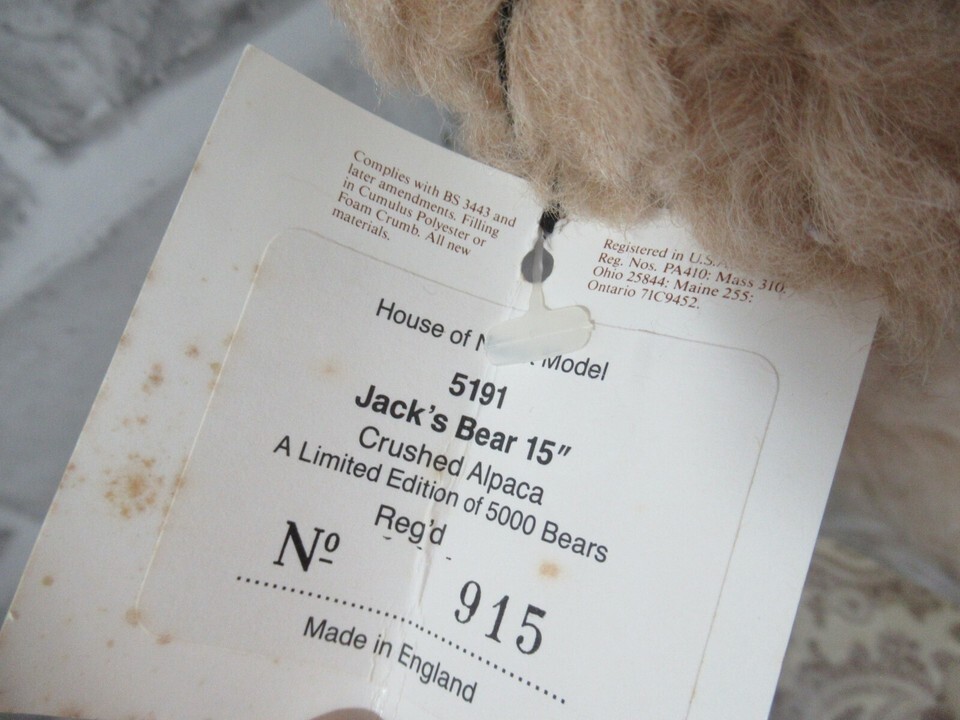 Complies with BS 3443 and
later amendments. Filling
in Cumulus Polyester or
Foam Crumb. All new
materials.
Registered in U.S.A.
Reg. Nos. PA410: Mass 310.
Ohio 25844: Maine 255:
Ontario 71C9452.
House of Model
5191
Jack's Bear 15"
Crushed Alpaca
A Limited Edition of 5000 Bears
Reg'd
Nº 915
Made in England